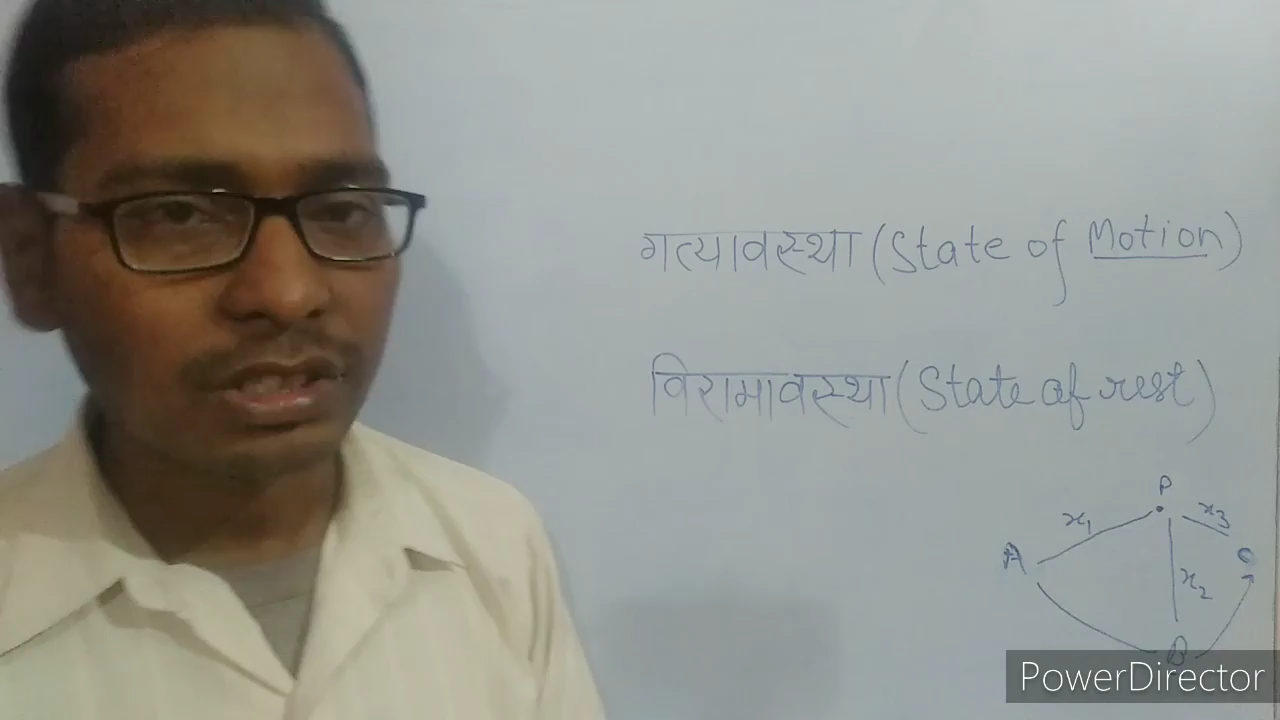 गत्यावस्था (State of Motion)
विरामावस्था (State of rest)
P
x₁
x₃
A
C
x₂
B
PowerDirector